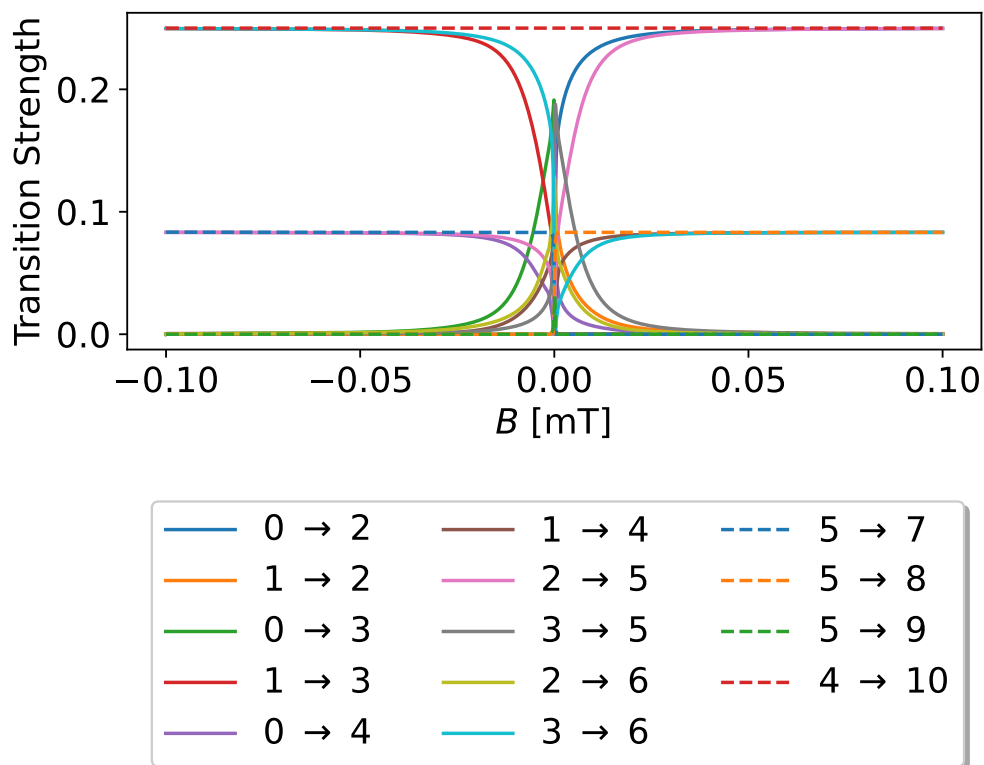 Transition Strength
0.2
0.1
0.0
−0.10 −0.05 0.00 0.05 0.10
B [mT]
0 → 2 1 → 4 5 → 7
1 → 2 2 → 5 5 → 8
0 → 3 3 → 5 5 → 9
1 → 3 2 → 6 4 → 10
0 → 4 3 → 6